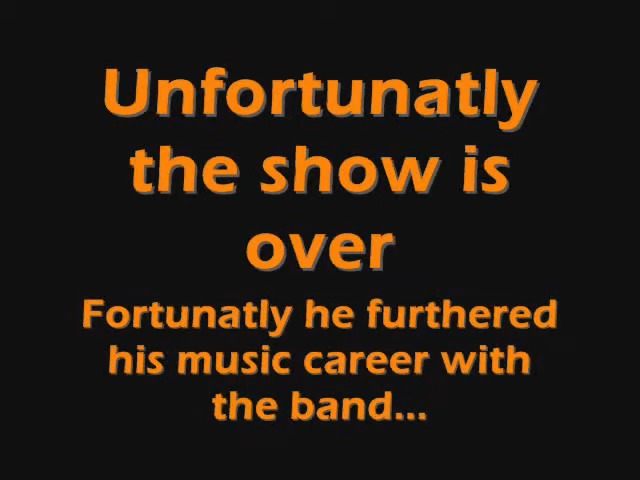 Unfortunatly
the show is
over
Fortunatly he furthered
his music career with
the band...